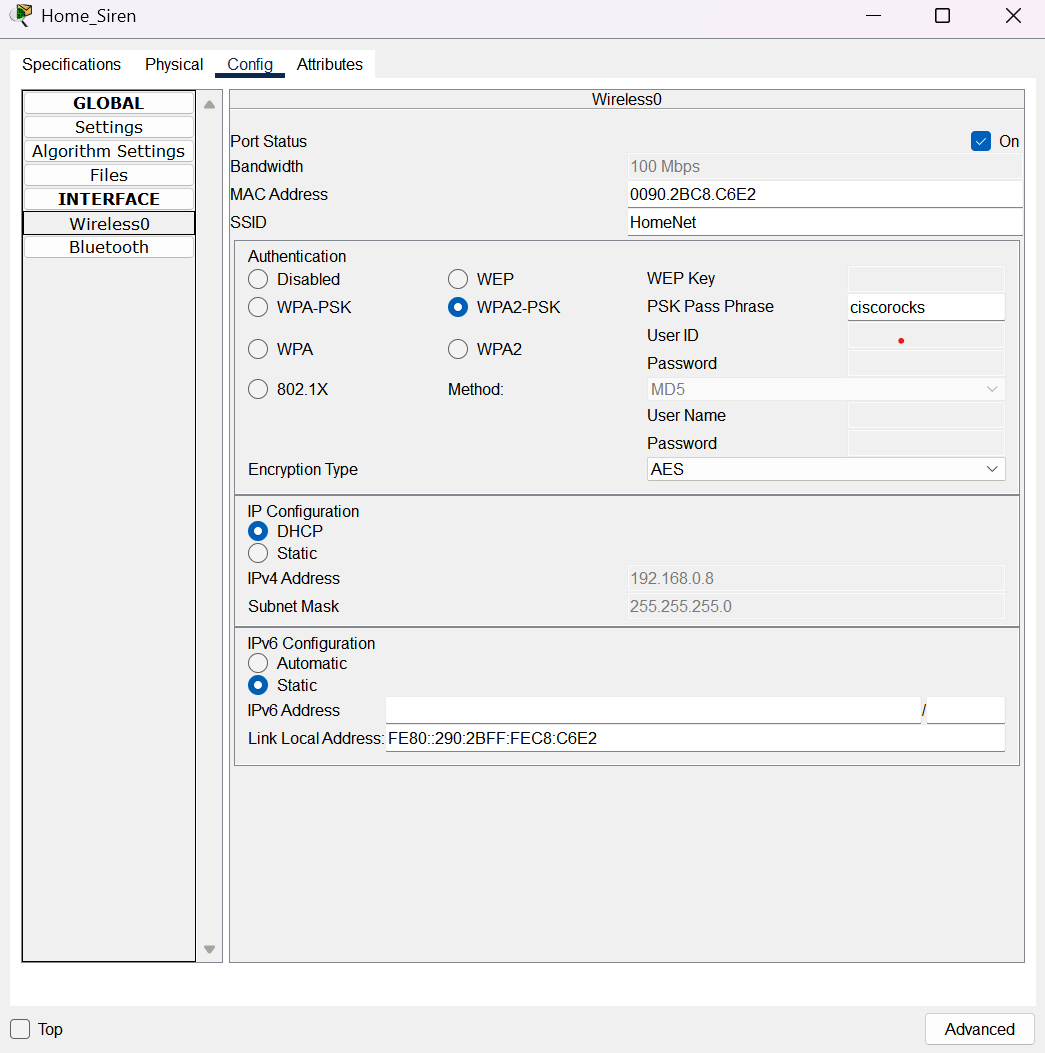 Home_Siren
Specifications Physical Config Attributes
GLOBAL
Settings
Algorithm Settings
Files
INTERFACE
Wireless0
Bluetooth
Wireless0
Port Status On
Bandwidth 100 Mbps
MAC Address 0090.2BC8.C6E2
SSID HomeNet
Authentication
Disabled WEP WEP Key
WPA-PSK WPA2-PSK PSK Pass Phrase ciscorocks
User ID
WPA WPA2
Password
802.1X Method: MD5
User Name
Password
Encryption Type AES
IP Configuration
DHCP
Static
IPv4 Address 192.168.0.8
Subnet Mask 255.255.255.0
IPv6 Configuration
Automatic
Static
IPv6 Address /
Link Local Address: FE80::290:2BFF:FEC8:C6E2
Top Advanced